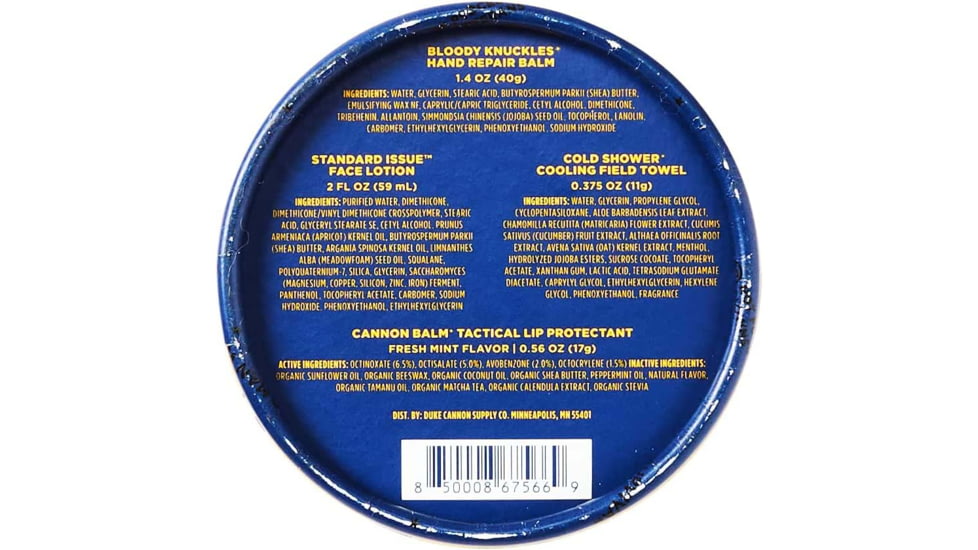 BLOODY KNUCKLES®
HAND REPAIR BALM
1.4 OZ (40g)
INGREDIENTS: WATER, GLYCERIN, STEARIC ACID, BUTYROSPERMUM PARKII (SHEA) BUTTER,
EMULSIFYING WAX NF, CAPRYLIC/CAPRIC TRIGLYCERIDE, CETYL ALCOHOL, DIMETHICONE,
TRIBEHENIN, ALLANTOIN, SIMMONDSIA CHINENSIS (JOJOBA) SEED OIL, TOCOPHEROL, LANOLIN,
CARBOMER, ETHYLHEXYLGLYCERIN, PHENOXYETHANOL, SODIUM HYDROXIDE
STANDARD ISSUE™
FACE LOTION
2 FL OZ (59 mL)
INGREDIENTS: PURIFIED WATER, DIMETHICONE,
DIMETHICONE/VINYL DIMETHICONE CROSSPOLYMER, STEARIC
ACID, GLYCERYL STEARATE SE, CETYL ALCOHOL, PRUNUS
ARMENIACA (APRICOT) KERNEL OIL, BUTYROSPERMUM PARKII
(SHEA) BUTTER, ARGANIA SPINOSA KERNEL OIL, LIMNANTHES
ALBA (MEADOWFOAM) SEED OIL, SQUALANE,
POLYQUATERNIUM-7, SILICA, GLYCERIN, SACCHAROMYCES
(MAGNESIUM, COPPER, SILICON, ZINC, IRON) FERMENT,
PANTHENOL, TOCOPHERYL ACETATE, CARBOMER, SODIUM
HYDROXIDE, PHENOXYETHANOL, ETHYLHEXYLGLYCERIN
COLD SHOWER®
COOLING FIELD TOWEL
0.375 OZ (11g)
INGREDIENTS: WATER, GLYCERIN, PROPYLENE GLYCOL,
CYCLOPENTASILOXANE, ALOE BARBADENSIS LEAF EXTRACT,
CHAMOMILLA RECUTITA (MATRICARIA) FLOWER EXTRACT, CUCUMIS
SATIVUS (CUCUMBER) FRUIT EXTRACT, ALTHAEA OFFICINALIS ROOT
EXTRACT, AVENA SATIVA (OAT) KERNEL EXTRACT, MENTHOL,
HYDROLYZED JOJOBA ESTERS, SUCROSE COCOATE, TOCOPHERYL
ACETATE, XANTHAN GUM, LACTIC ACID, TETRASODIUM GLUTAMATE
DIACETATE, CAPRYLYL GLYCOL, ETHYLHEXYLGLYCERIN, HEXYLENE
GLYCOL, PHENOXYETHANOL, FRAGRANCE
CANNON BALM® TACTICAL LIP PROTECTANT
FRESH MINT FLAVOR | 0.56 OZ (17g)
ACTIVE INGREDIENTS: OCTINOXATE (6.5%), OCTISALATE (5.0%), AVOBENZONE (2.0%), OCTOCRYLENE (1.5%) INACTIVE INGREDIENTS:
ORGANIC SUNFLOWER OIL, ORGANIC BEESWAX, ORGANIC COCONUT OIL, ORGANIC SHEA BUTTER, PEPPERMINT OIL, NATURAL FLAVOR,
ORGANIC TAMANU OIL, ORGANIC MATCHA TEA, ORGANIC CALENDULA EXTRACT, ORGANIC STEVIA
DIST. BY: DUKE CANNON SUPPLY CO. MINNEAPOLIS, MN 55401
8 50008 67566 9